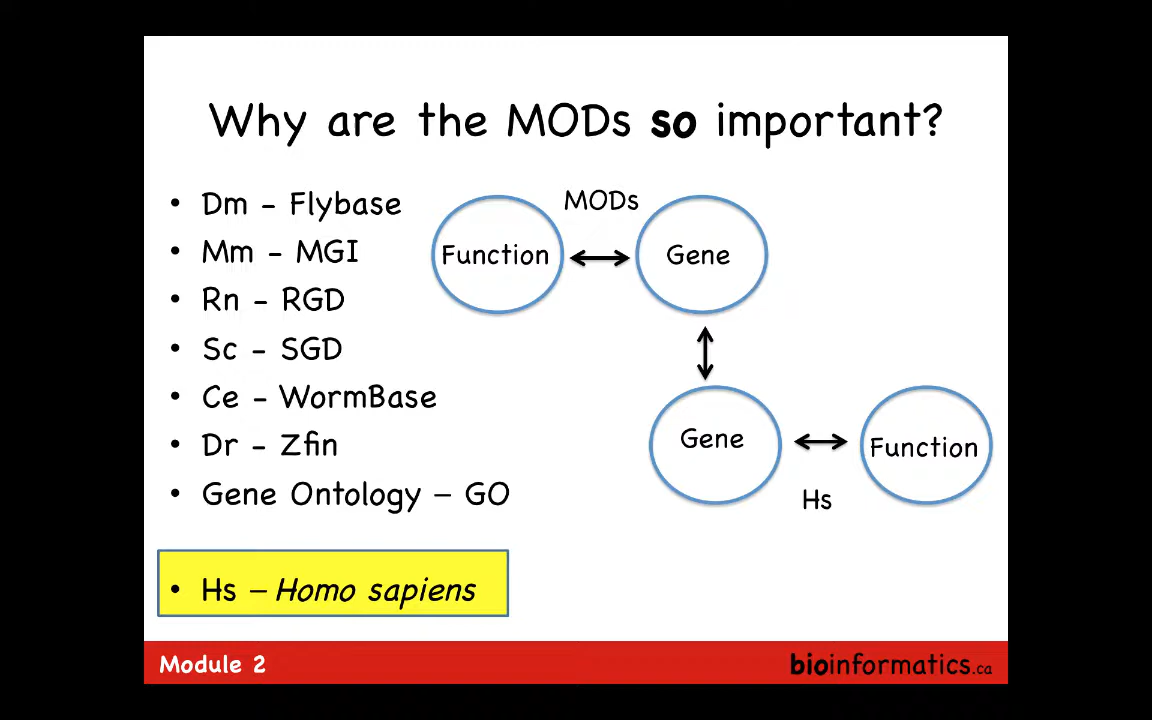 Why are the MODs so important?
• Dm - Flybase
• Mm - MGI
• Rn - RGD
• Sc - SGD
• Ce - WormBase
• Dr - Zfin
• Gene Ontology – GO
• Hs – Homo sapiens
MODs
Function
Gene
Gene
Function
Hs
Module 2
bioinformatics.ca